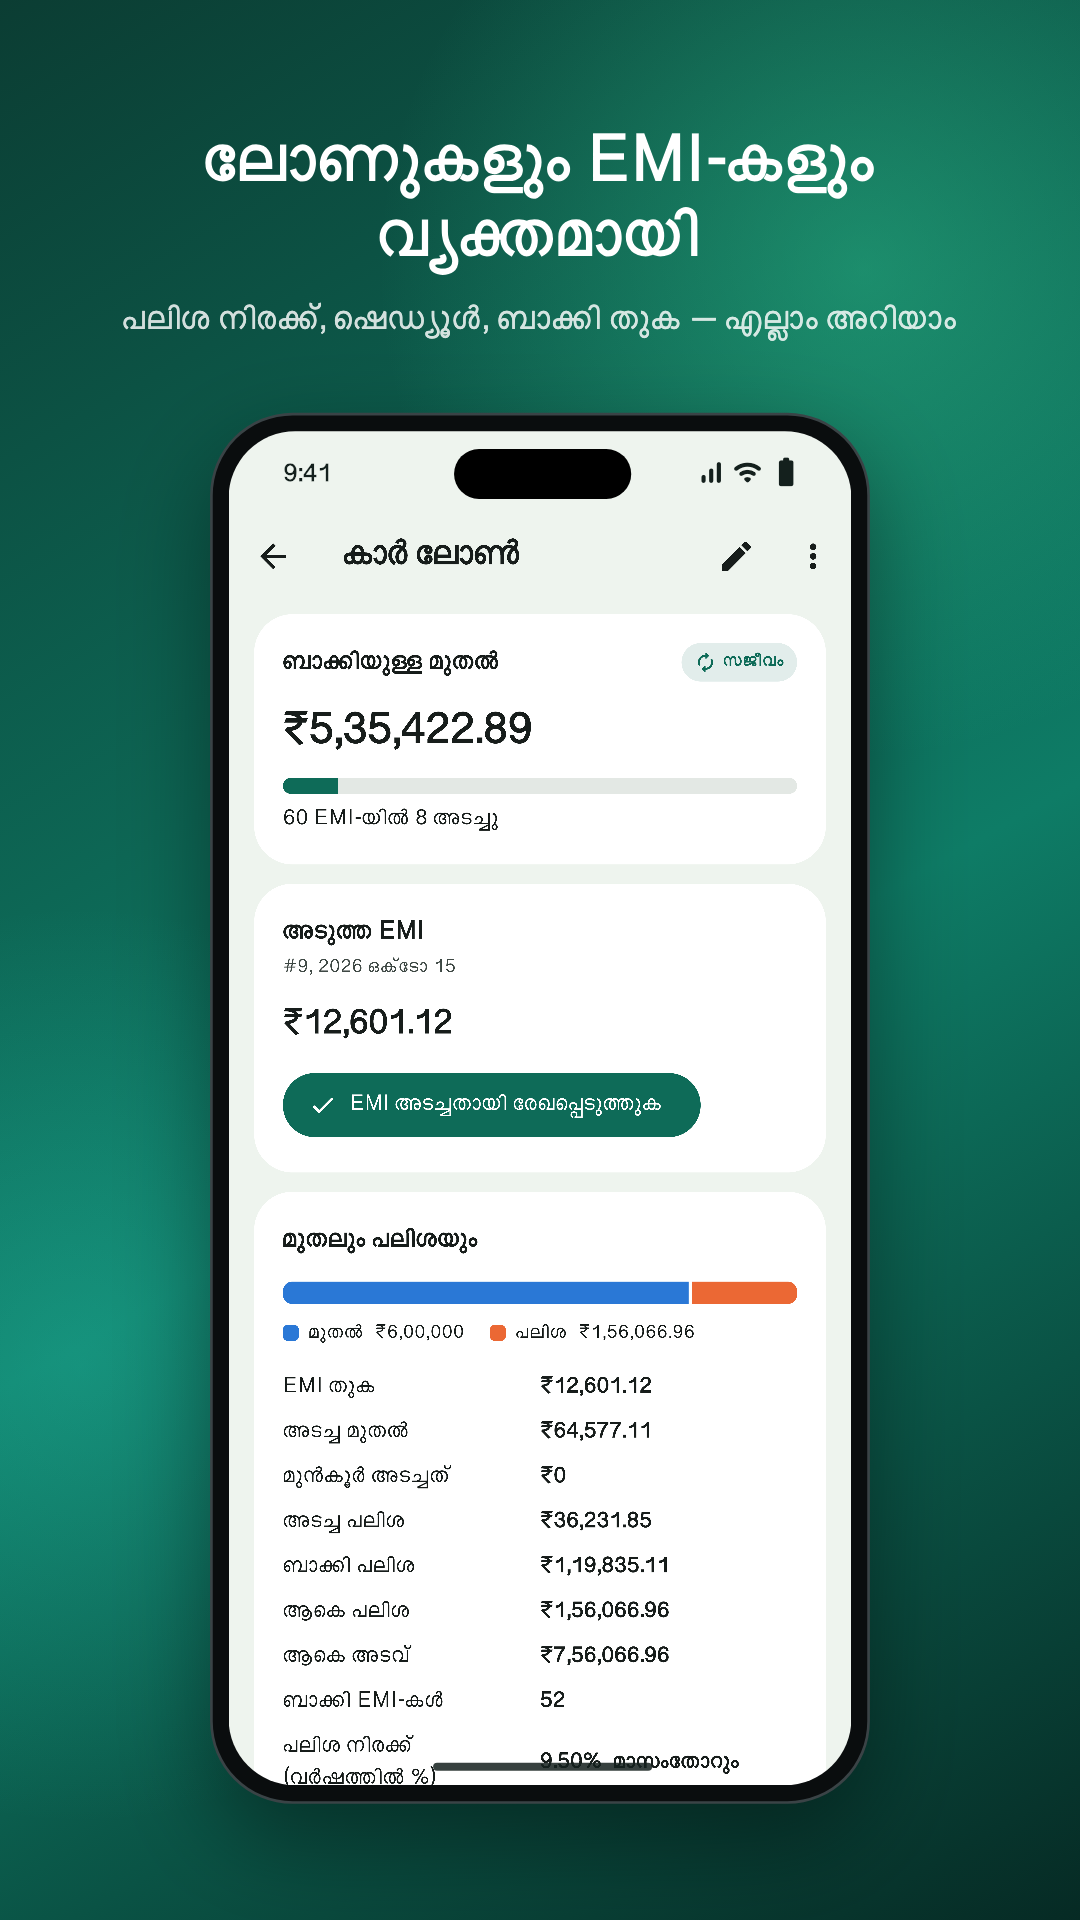 ലോണുകളും EMI-കളും
വ്യക്തമായി
പലിശ നിരക്ക്, ഷെഡ്യൂൾ, ബാക്കി തുക — എല്ലാം അറിയാം
9:41
കാർ ലോൺ
ബാക്കിയുള്ള മുതൽ
സജീവം
₹5,35,422.89
60 EMI-യിൽ 8 അടച്ചു
അടുത്ത EMI
#9, 2026 ഒക്ടോ 15
₹12,601.12
EMI അടച്ചതായി രേഖപ്പെടുത്തുക
മുതലും പലിശയും
മുതൽ ₹6,00,000 പലിശ ₹1,56,066.96
EMI തുക ₹12,601.12
അടച്ച മുതൽ ₹64,577.11
മുൻകൂർ അടച്ചത് ₹0
അടച്ച പലിശ ₹36,231.85
ബാക്കി പലിശ ₹1,19,835.11
ആകെ പലിശ ₹1,56,066.96
ആകെ അടവ് ₹7,56,066.96
ബാക്കി EMI-കൾ 52
പലിശ നിരക്ക്
(വർഷത്തിൽ %) 9.50% മാസംതോറും